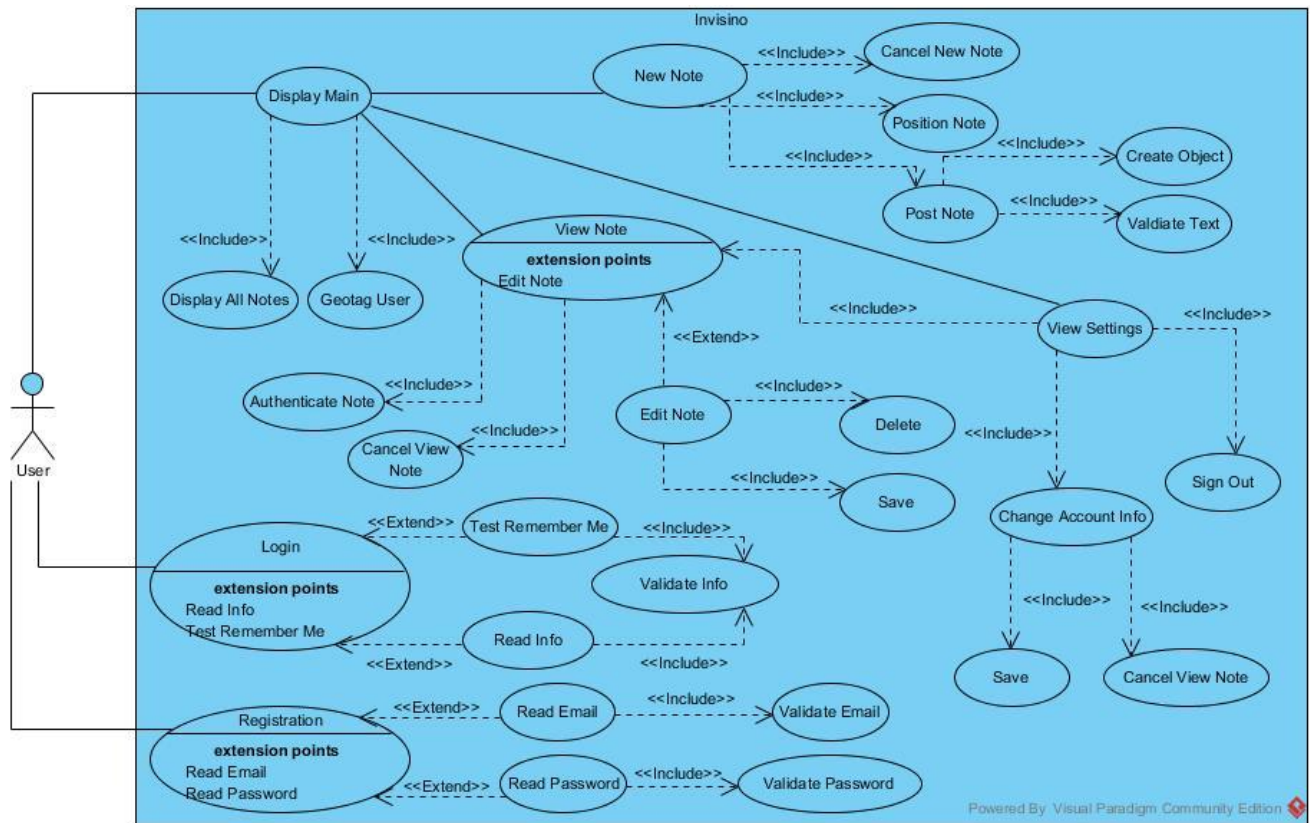 Invisino
Display Main
New Note
<<Include>>
Cancel New Note
<<Include>>
Position Note
<<Include>>
Post Note
<<Include>>
Create Object
<<Include>>
Valdiate Text
<<Include>>
Display All Notes
<<Include>>
Geotag User
View Note
extension points
Edit Note
<<Include>>
View Settings
<<Include>>
Sign Out
<<Include>>
Authenticate Note
<<Include>>
Cancel View
Note
<<Extend>>
Edit Note
<<Include>>
Delete
<<Include>>
Save
<<Include>>
Change Account Info
<<Include>>
Save
<<Include>>
Cancel View Note
User
Login
extension points
Read Info
Test Remember Me
<<Extend>>
Test Remember Me
<<Include>>
Validate Info
<<Extend>>
Read Info
<<Include>>
Registration
extension points
Read Email
Read Password
<<Extend>>
Read Email
<<Include>>
Validate Email
<<Extend>>
Read Password
<<Include>>
Validate Password
Powered By Visual Paradigm Community Edition